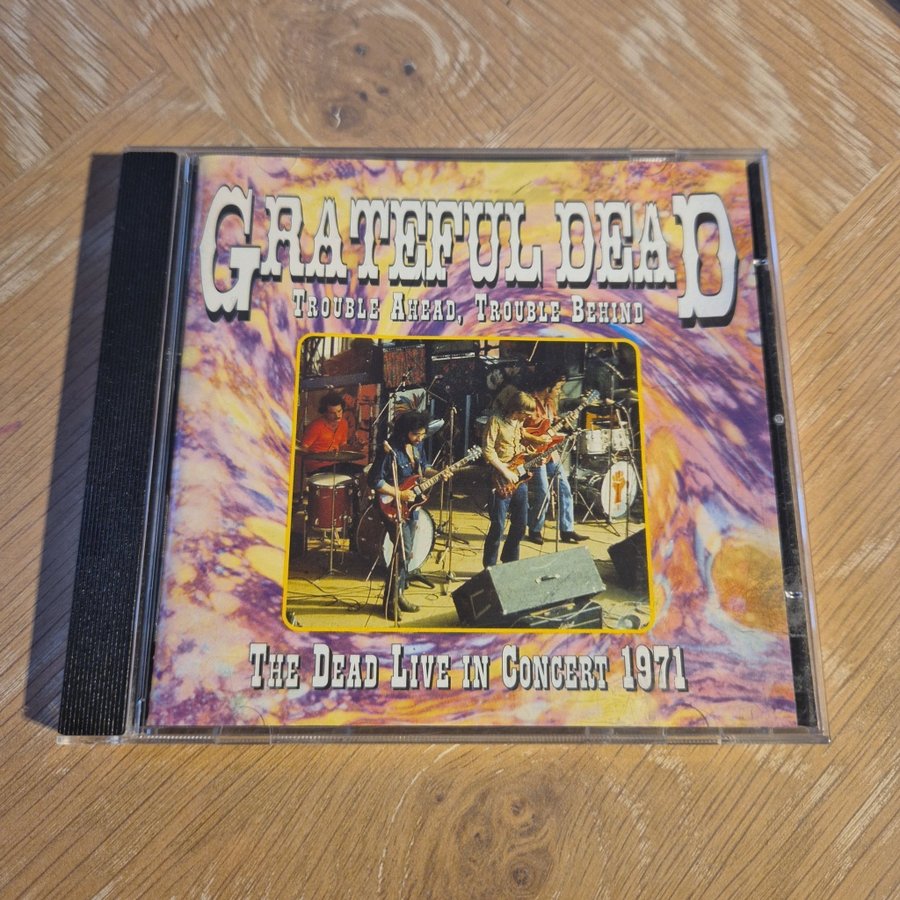 GRATEFUL DEAD
TROUBLE AHEAD, TROUBLE BEHIND
THE DEAD LIVE IN CONCERT 1971